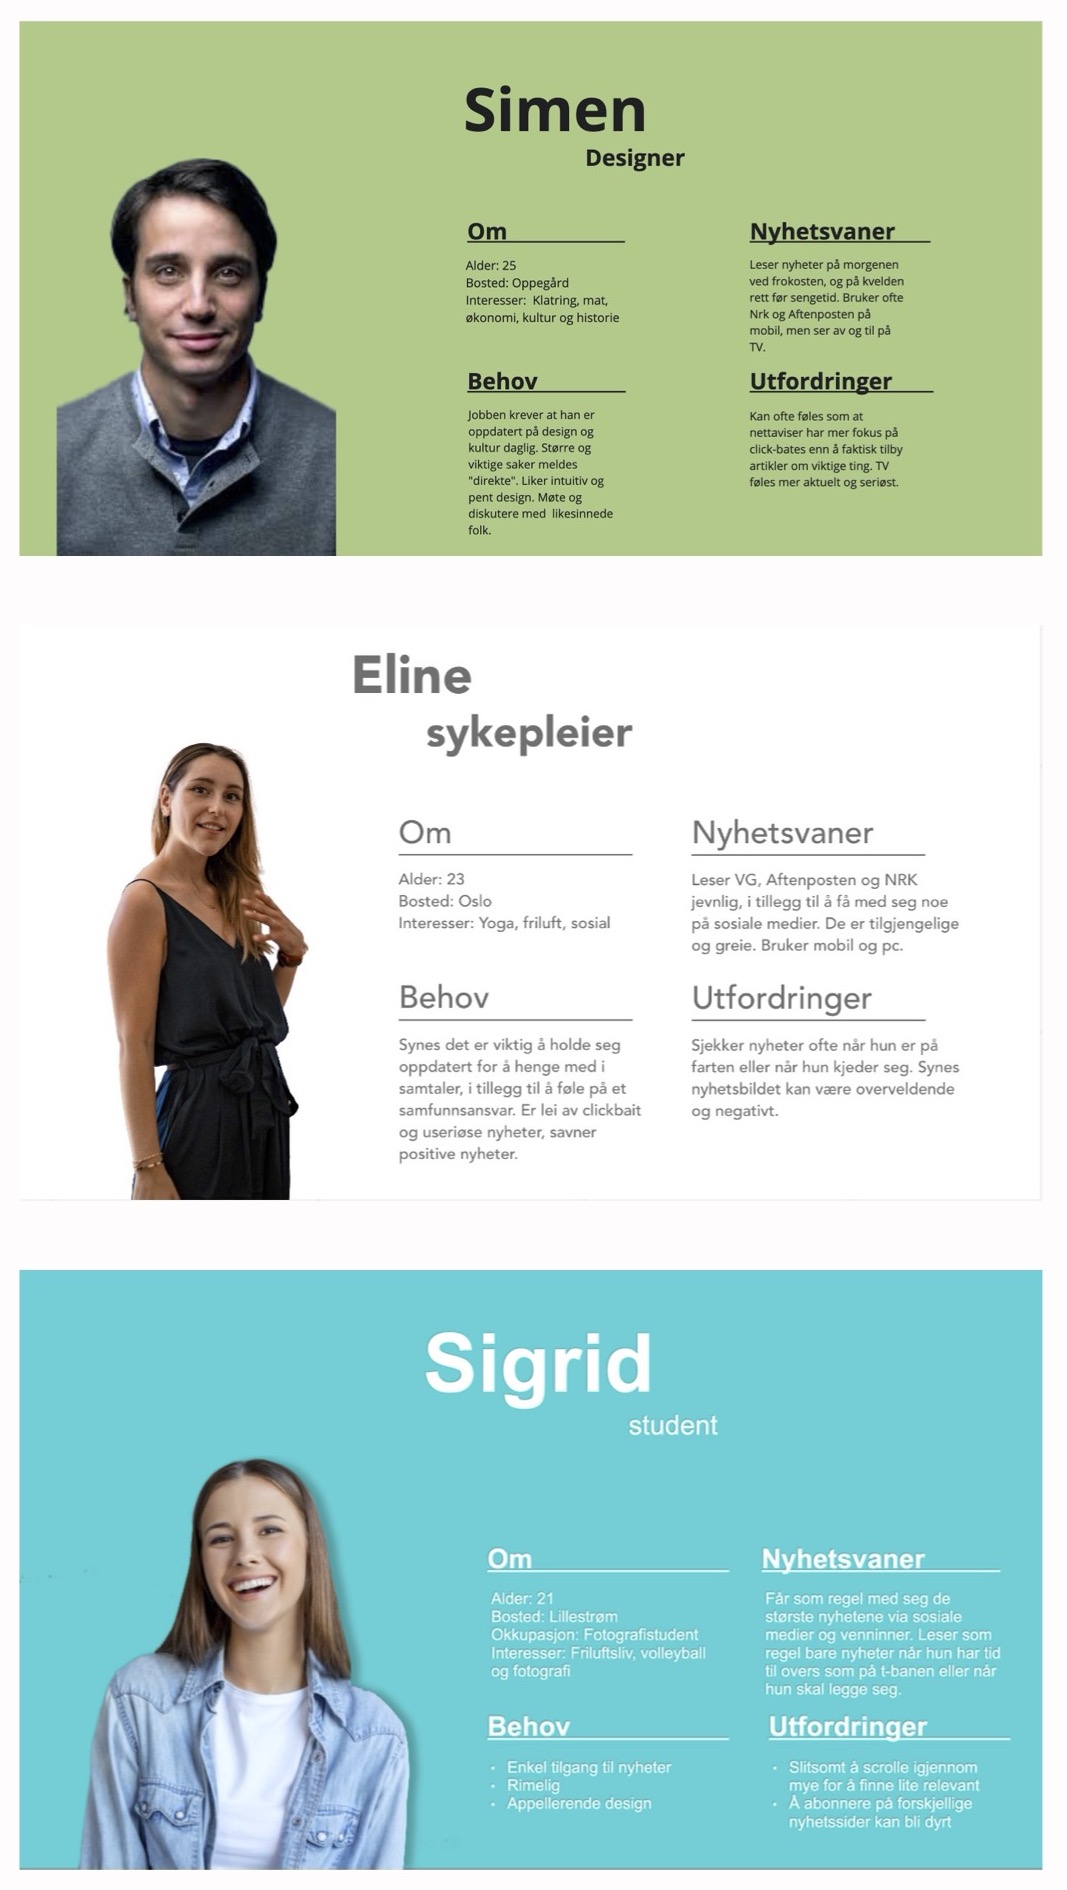 Simen
Designer
Om
Alder: 25
Bosted: Oppegård
Interesser: Klatring, mat,
økonomi, kultur og historie
Nyhetsvaner
Leser nyheter på morgenen
ved frokosten, og på kvelden
rett før sengetid. Bruker ofte
Nrk og Aftenposten på
mobil, men ser av og til på
TV.
Behov
Jobben krever at han er
oppdatert på design og
kultur daglig. Større og
viktige saker meldes
"direkte". Liker intuitiv og
pent design. Møte og
diskutere med likesinnede
folk.
Utfordringer
Kan ofte føles som at
nettaviser har mer fokus på
click-bates enn å faktisk tilby
artikler om viktige ting. TV
føles mer aktuelt og seriøst.
Eline
sykepleier
Om
Alder: 23
Bosted: Oslo
Interesser: Yoga, friluft, sosial
Nyhetsvaner
Leser VG, Aftenposten og NRK
jevnlig, i tillegg til å få med seg noe
på sosiale medier. De er tilgjengelige
og greie. Bruker mobil og pc.
Behov
Synes det er viktig å holde seg
oppdatert for å henge med i
samtaler, i tillegg til å føle på et
samfunnsansvar. Er lei av clickbait
og useriøse nyheter, savner
positive nyheter.
Utfordringer
Sjekker nyheter ofte når hun er på
farten eller når hun kjeder seg. Synes
nyhetsbildet kan være overveldende
og negativt.
Sigrid
student
Om
Alder: 21
Bosted: Lillestrøm
Okkupasjon: Fotografistudent
Interesser: Friluftsliv, volleyball
og fotografi
Nyhetsvaner
Får som regel med seg de
største nyhetene via sosiale
medier og venninner. Leser som
regel bare nyheter når hun har tid
til overs som på t-banen eller når
hun skal legge seg.
Behov
• Enkel tilgang til nyheter
• Rimelig
• Appellerende design
Utfordringer
• Slitsomt å scrolle igjennom
mye for å finne lite relevant
• Å abonnere på forskjellige
nyhetssider kan bli dyrt